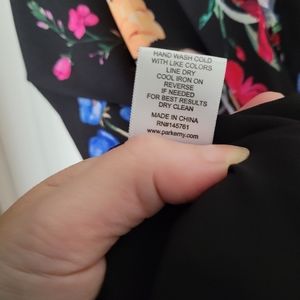 HAND WASH COLD
WITH LIKE COLORS
LINE DRY
COOL IRON ON
REVERSE
IF NEEDED
FOR BEST RESULTS
DRY CLEAN
MADE IN CHINA
RN#145761
www.parkerny.com